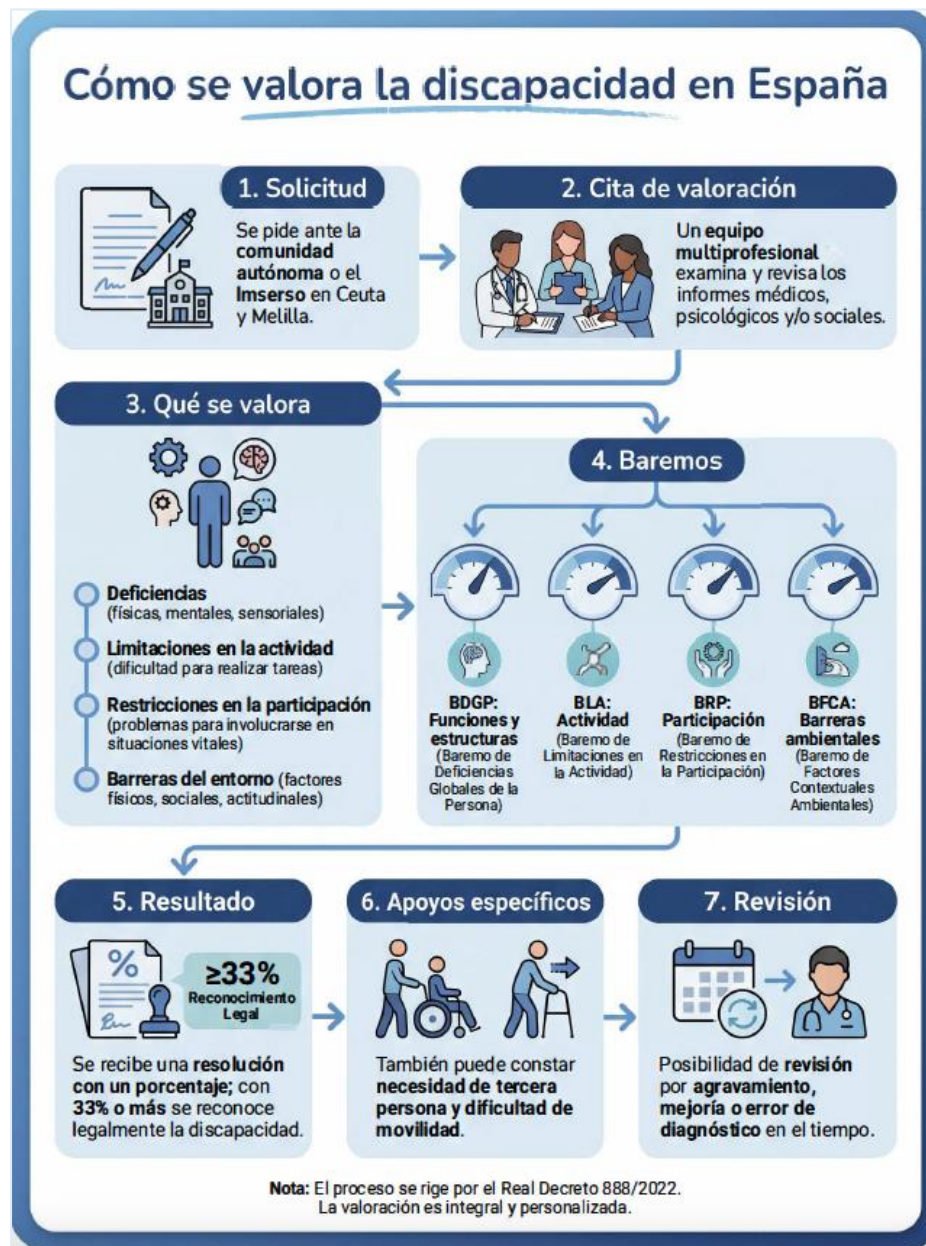 Cómo se valora la discapacidad en España
1. Solicitud
Se pide ante la
comunidad
autónoma o el
Imserso en Ceuta
y Melilla.
2. Cita de valoración
Un equipo
multiprofesional
examina y revisa los
informes médicos,
psicológicos y/o sociales.
3. Qué se valora
Deficiencias
(físicas, mentales, sensoriales)
Limitaciones en la actividad
(dificultad para realizar tareas)
Restricciones en la participación
(problemas para involucrarse en
situaciones vitales)
Barreras del entorno (factores
físicos, sociales, actitudinales)
4. Baremos
BDGP:
Funciones y
estructuras
(Baremo de
Deficiencias
Globales de la
Persona)
BLA:
Actividad
(Baremo de
Limitaciones en
la Actividad)
BRP:
Participación
(Baremo de
Restricciones en
la Participación)
BFCA:
Barreras
ambientales
(Baremo de
Factores
Contextuales
Ambientales)
5. Resultado
%
≥33%
Reconocimiento
Legal
Se recibe una resolución
con un porcentaje; con
33% o más se reconoce
legalmente la discapacidad.
6. Apoyos específicos
También puede constar
necesidad de tercera
persona y dificultad de
movilidad.
7. Revisión
Posibilidad de revisión
por agravamiento,
mejoría o error de
diagnóstico en el tiempo.
Nota: El proceso se rige por el Real Decreto 888/2022.
La valoración es integral y personalizada.